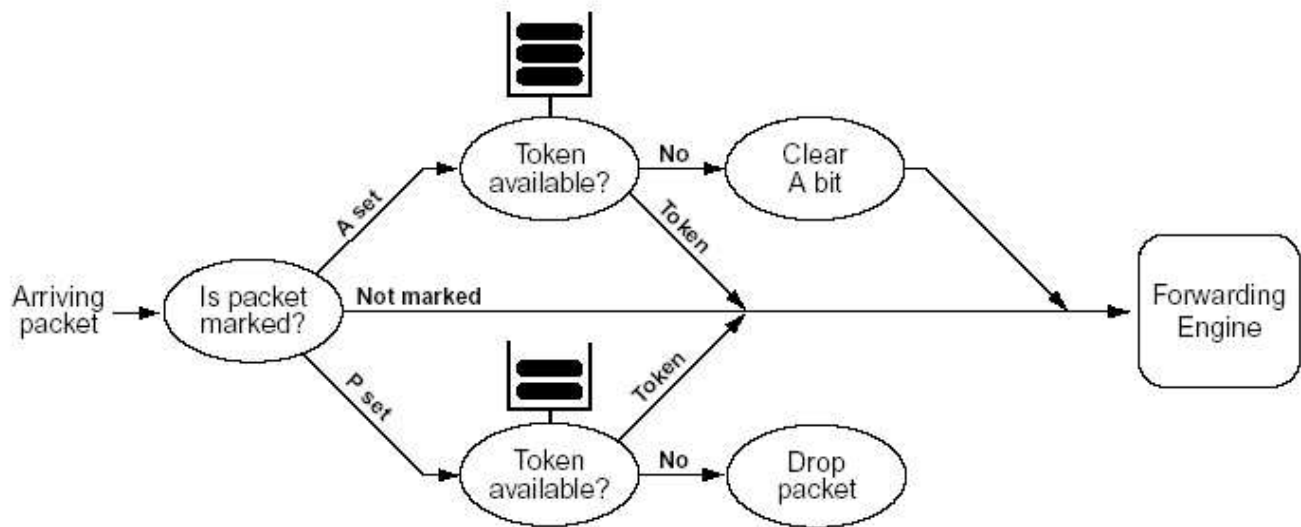 Token
available?
No
Clear
A bit
A set
Token
Arriving
packet
Is packet
marked?
Not marked
Forwarding
Engine
P set
Token
Token
available?
No
Drop
packet